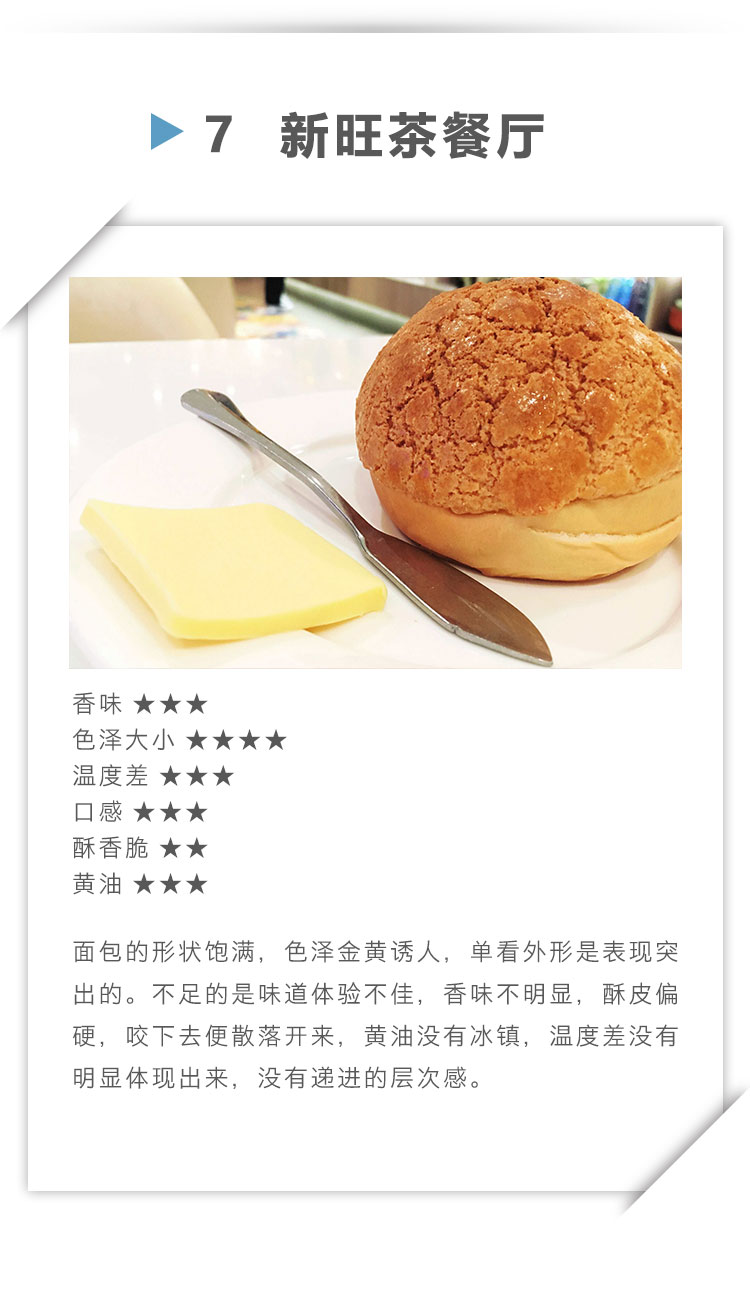 7 新旺茶餐厅
香味 ★★★
色泽大小 ★★★★
温度差 ★★★
口感 ★★★
酥香脆 ★★
黄油 ★★★
面包的形状饱满，色泽金黄诱人，单看外形是表现突
出的。不足的是味道体验不佳，香味不明显，酥皮偏
硬，咬下去便散落开来，黄油没有冰镇，温度差没有
明显体现出来，没有递进的层次感。